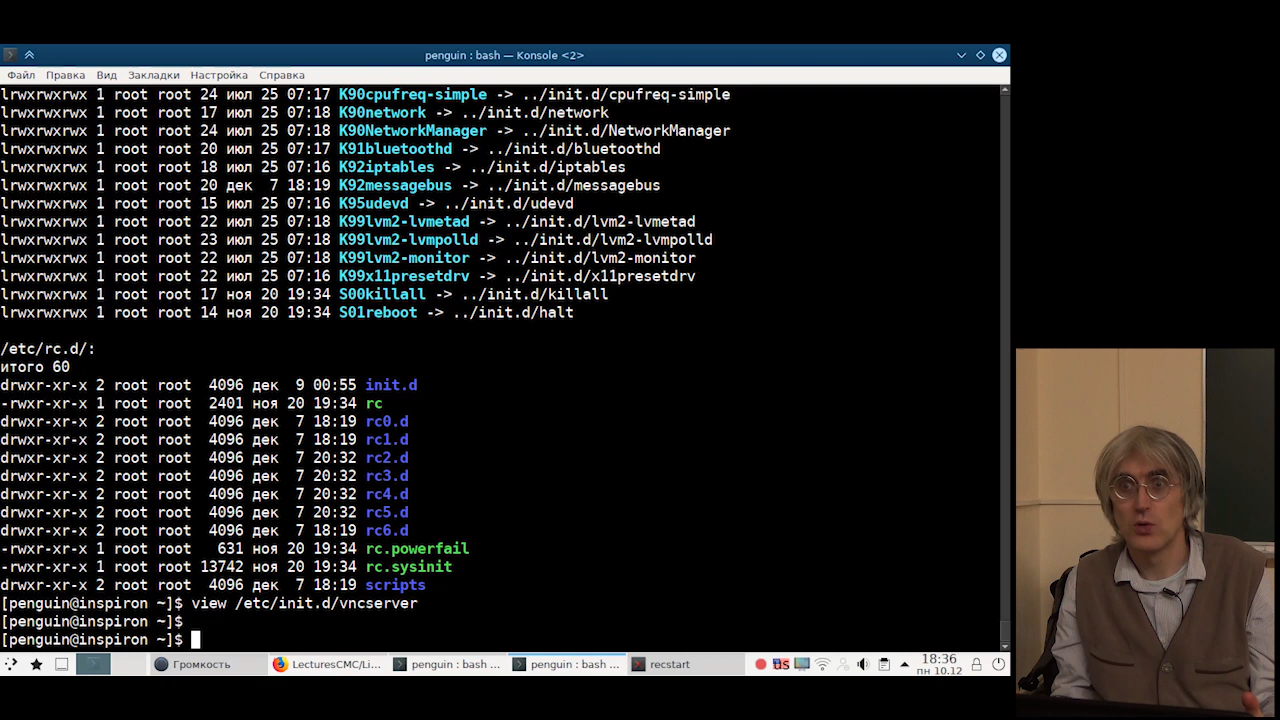 penguin : bash — Konsole <2>
Файл Правка Вид Закладки Настройка Справка
lrwxrwxrwx 1 root root 24 июл 25 07:17 K90cpufreq-simple -> ../init.d/cpufreq-simple
lrwxrwxrwx 1 root root 17 июл 25 07:18 K90network -> ../init.d/network
lrwxrwxrwx 1 root root 24 июл 25 07:18 K90NetworkManager -> ../init.d/NetworkManager
lrwxrwxrwx 1 root root 20 июл 25 07:17 K91bluetoothd -> ../init.d/bluetoothd
lrwxrwxrwx 1 root root 18 июл 25 07:16 K92iptables -> ../init.d/iptables
lrwxrwxrwx 1 root root 20 дек  7 18:19 K92messagebus -> ../init.d/messagebus
lrwxrwxrwx 1 root root 15 июл 25 07:16 K95udevd -> ../init.d/udevd
lrwxrwxrwx 1 root root 22 июл 25 07:18 K99lvm2-lvmetad -> ../init.d/lvm2-lvmetad
lrwxrwxrwx 1 root root 23 июл 25 07:18 K99lvm2-lvmpolld -> ../init.d/lvm2-lvmpolld
lrwxrwxrwx 1 root root 22 июл 25 07:18 K99lvm2-monitor -> ../init.d/lvm2-monitor
lrwxrwxrwx 1 root root 22 июл 25 07:16 K99x11presetdrv -> ../init.d/x11presetdrv
lrwxrwxrwx 1 root root 17 ноя 20 19:34 S00killall -> ../init.d/killall
lrwxrwxrwx 1 root root 14 ноя 20 19:34 S01reboot -> ../init.d/halt
/etc/rc.d/:
итого 60
drwxr-xr-x 2 root root  4096 дек  9 00:55 init.d
-rwxr-xr-x 1 root root  2401 ноя 20 19:34 rc
drwxr-xr-x 2 root root  4096 дек  7 18:19 rc0.d
drwxr-xr-x 2 root root  4096 дек  7 18:19 rc1.d
drwxr-xr-x 2 root root  4096 дек  7 20:32 rc2.d
drwxr-xr-x 2 root root  4096 дек  7 20:32 rc3.d
drwxr-xr-x 2 root root  4096 дек  7 20:32 rc4.d
drwxr-xr-x 2 root root  4096 дек  7 20:32 rc5.d
drwxr-xr-x 2 root root  4096 дек  7 18:19 rc6.d
-rwxr-xr-x 1 root root   631 ноя 20 19:34 rc.powerfail
-rwxr-xr-x 1 root root 13742 ноя 20 19:34 rc.sysinit
drwxr-xr-x 2 root root  4096 дек  7 18:19 scripts
[penguin@inspiron ~]$ view /etc/init.d/vncserver
[penguin@inspiron ~]$
[penguin@inspiron ~]$
Громкость LecturesCMC/Li... penguin : bash ... penguin : bash ... recstart US 18:36
пн 10.12